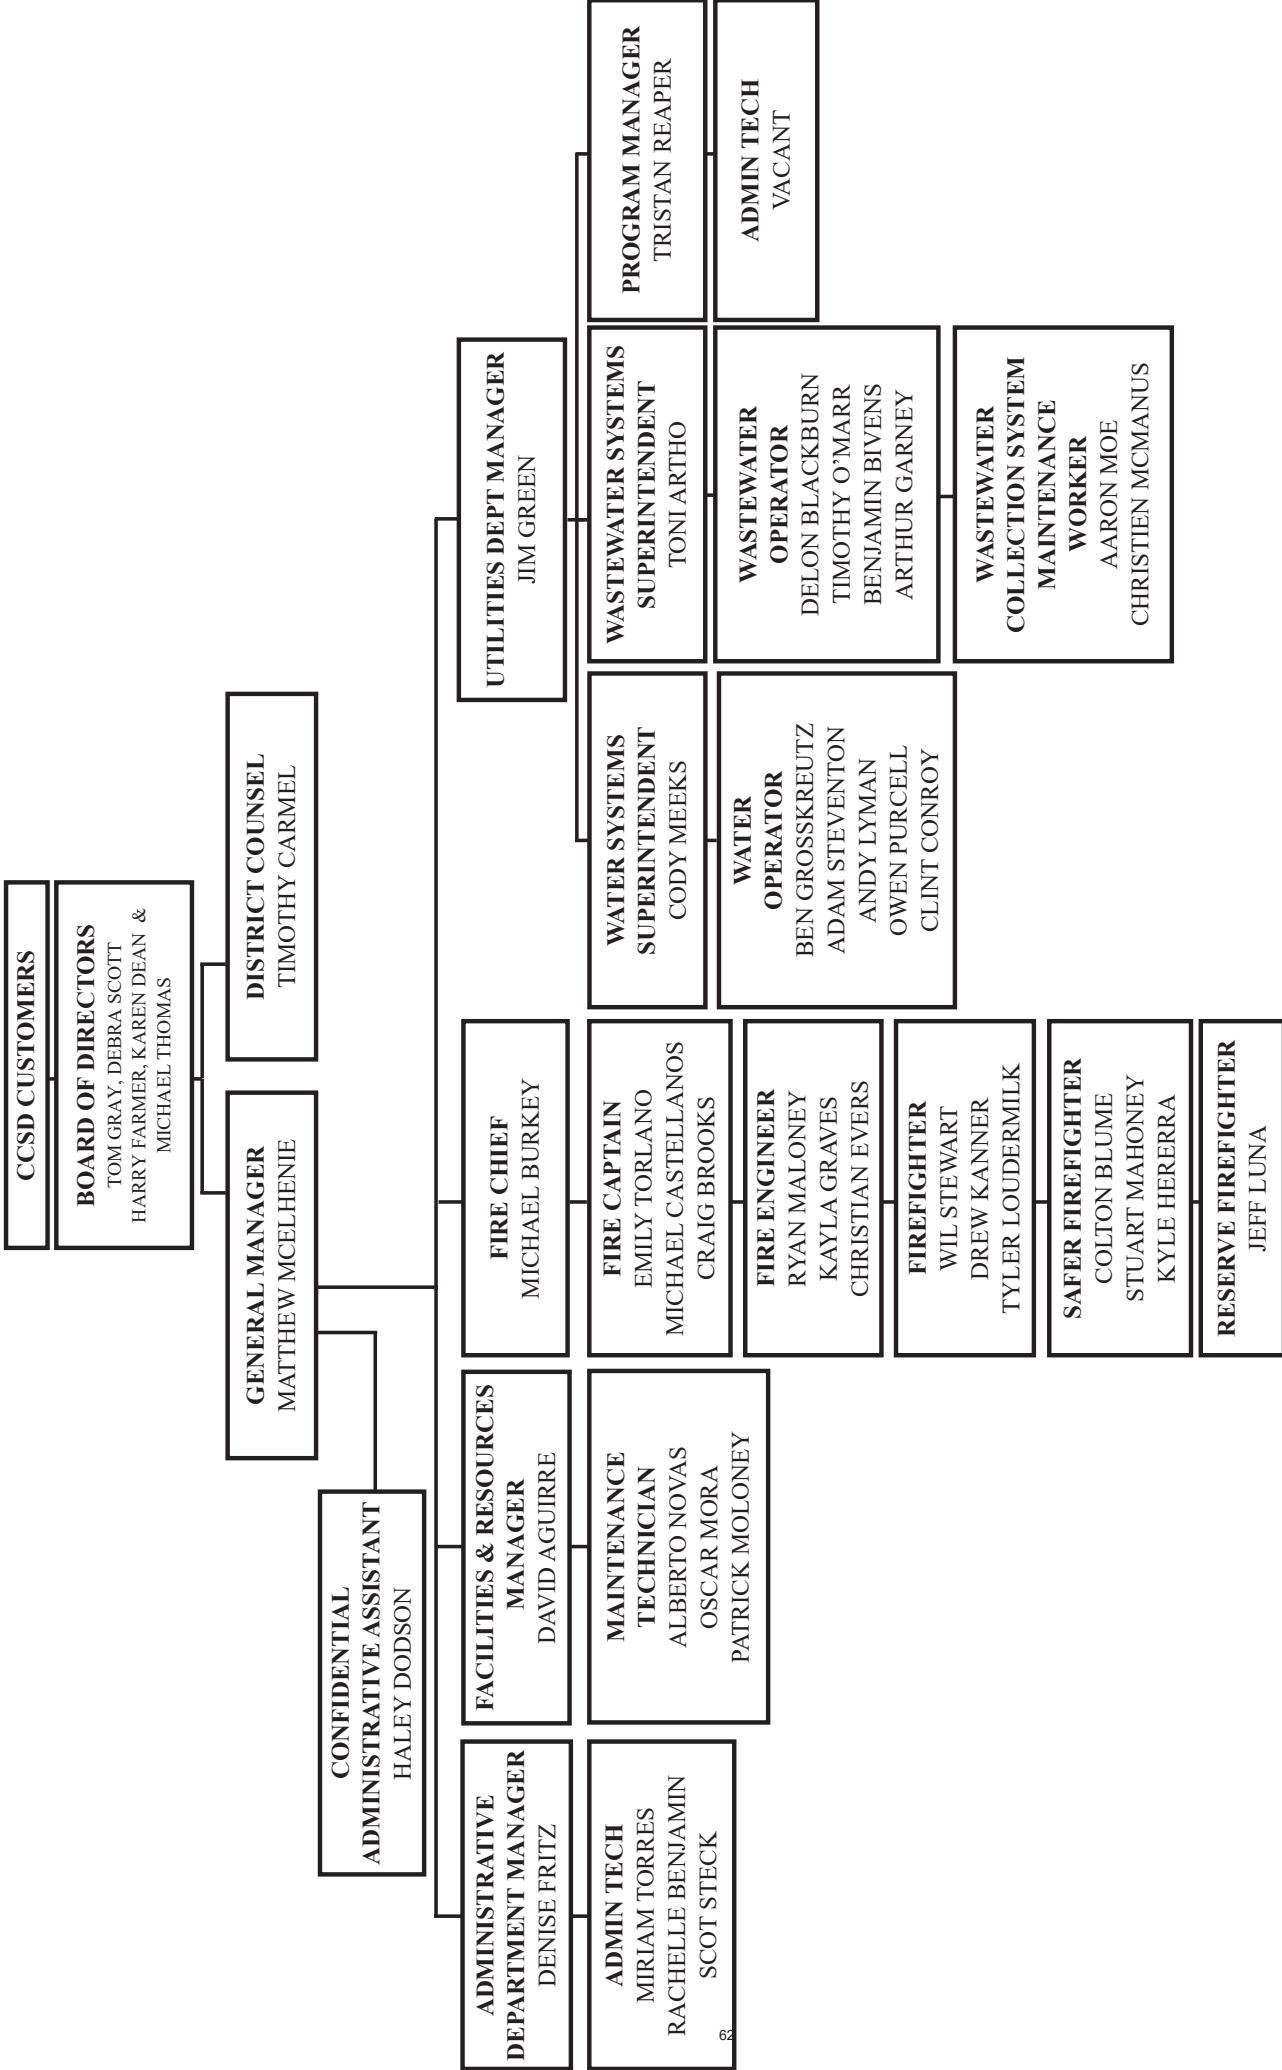 CCSD CUSTOMERS
BOARD OF DIRECTORS
TOM GRAY, DEBRA SCOTT
HARRY FARMER, KAREN DEAN &
MICHAEL THOMAS
GENERAL MANAGER
MATTHEW MCELHENIE
DISTRICT COUNSEL
TIMOTHY CARMEL
CONFIDENTIAL
ADMINISTRATIVE ASSISTANT
HALEY DODSON
ADMINISTRATIVE
DEPARTMENT MANAGER
DENISE FRITZ
ADMIN TECH
MIRIAM TORRES
RACHELLE BENJAMIN
SCOT STECK
FACILITIES & RESOURCES
MANAGER
DAVID AGUIRRE
MAINTENANCE
TECHNICIAN
ALBERTO NOVAS
OSCAR MORA
PATRICK MOLONEY
FIRE CHIEF
MICHAEL BURKEY
FIRE CAPTAIN
EMILY TORLANO
MICHAEL CASTELLANOS
CRAIG BROOKS
FIRE ENGINEER
RYAN MALONEY
KAYLA GRAVES
CHRISTIAN EVERS
FIREFIGHTER
WIL STEWART
DREW KANNER
TYLER LOUDERMILK
SAFER FIREFIGHTER
COLTON BLUME
STUART MAHONEY
KYLE HERERRA
RESERVE FIREFIGHTER
JEFF LUNA
UTILITIES DEPT MANAGER
JIM GREEN
WATER SYSTEMS
SUPERINTENDENT
CODY MEEKS
WATER
OPERATOR
BEN GROSSKREUTZ
ADAM STEVENTON
ANDY LYMAN
OWEN PURCELL
CLINT CONROY
WASTEWATER SYSTEMS
SUPERINTENDENT
TONI ARTHO
WASTEWATER
OPERATOR
DELON BLACKBURN
TIMOTHY O’MARR
BENJAMIN BIVENS
ARTHUR GARNEY
WASTEWATER
COLLECTION SYSTEM
MAINTENANCE
WORKER
AARON MOE
CHRISTIEN MCMANUS
PROGRAM MANAGER
TRISTAN REAPER
ADMIN TECH
VACANT
62